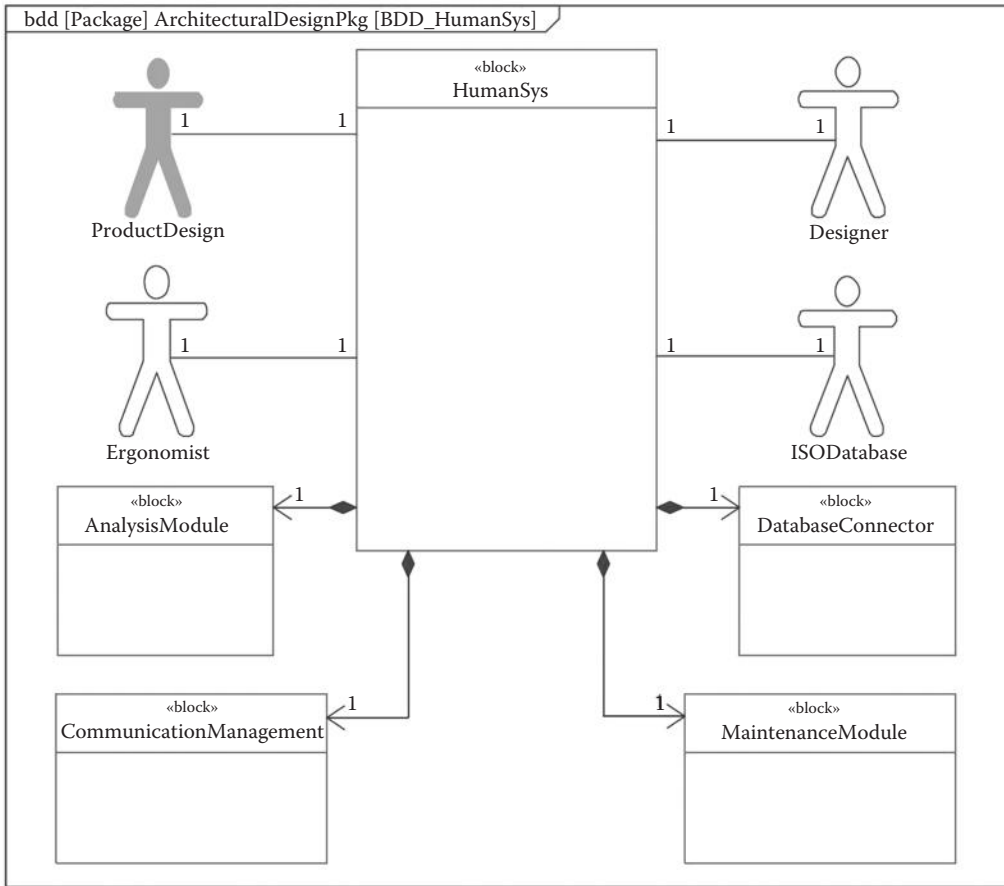 bdd [Package] ArchitecturalDesignPkg [BDD_HumanSys]
«block»
HumanSys
1 1
ProductDesign
1 1
Designer
1 1
Ergonomist
1 1
ISODatabase
«block»
AnalysisModule
1
«block»
DatabaseConnector
1
«block»
CommunicationManagement
1
«block»
MaintenanceModule
1